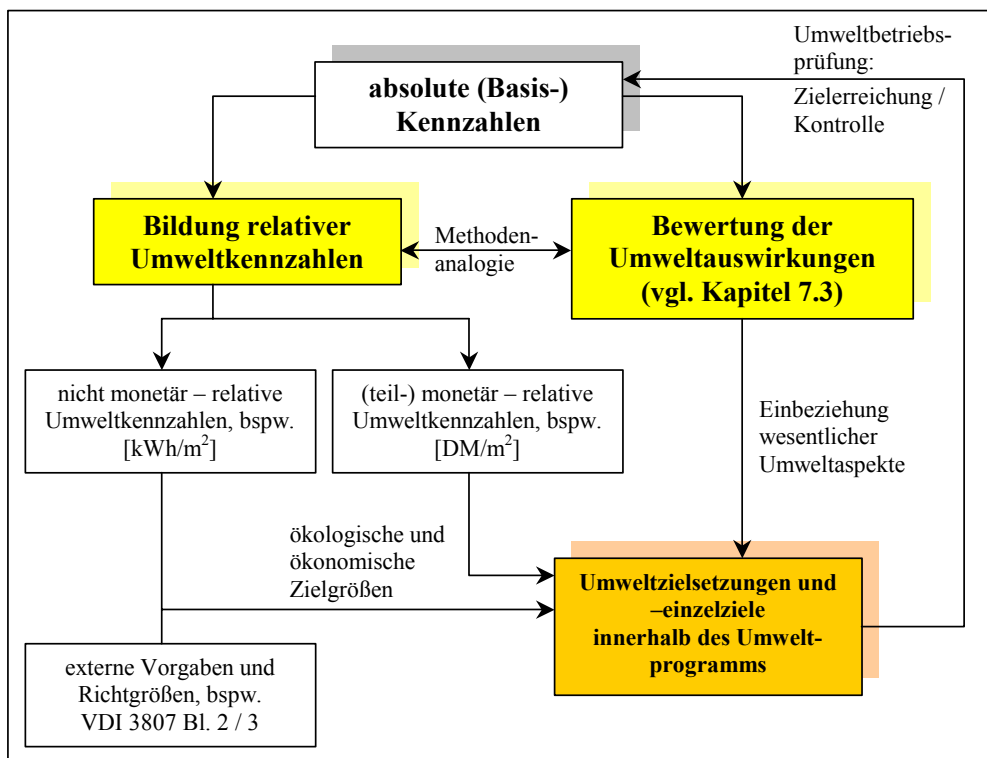 Umweltbetriebs-
prüfung:
Zielerreichung /
Kontrolle
absolute (Basis-)
Kennzahlen
Bildung relativer
Umweltkennzahlen
Methoden-
analogie
Bewertung der
Umweltauswirkungen
(vgl. Kapitel 7.3)
nicht monetär – relative
Umweltkennzahlen, bspw.
[kWh/m²]
(teil-) monetär – relative
Umweltkennzahlen, bspw.
[DM/m²]
Einbeziehung
wesentlicher
Umweltaspekte
ökologische und
ökonomische
Zielgrößen
Umweltzielsetzungen und
–einzelziele
innerhalb des Umwelt-
programms
externe Vorgaben und
Richtgrößen, bspw.
VDI 3807 Bl. 2 / 3